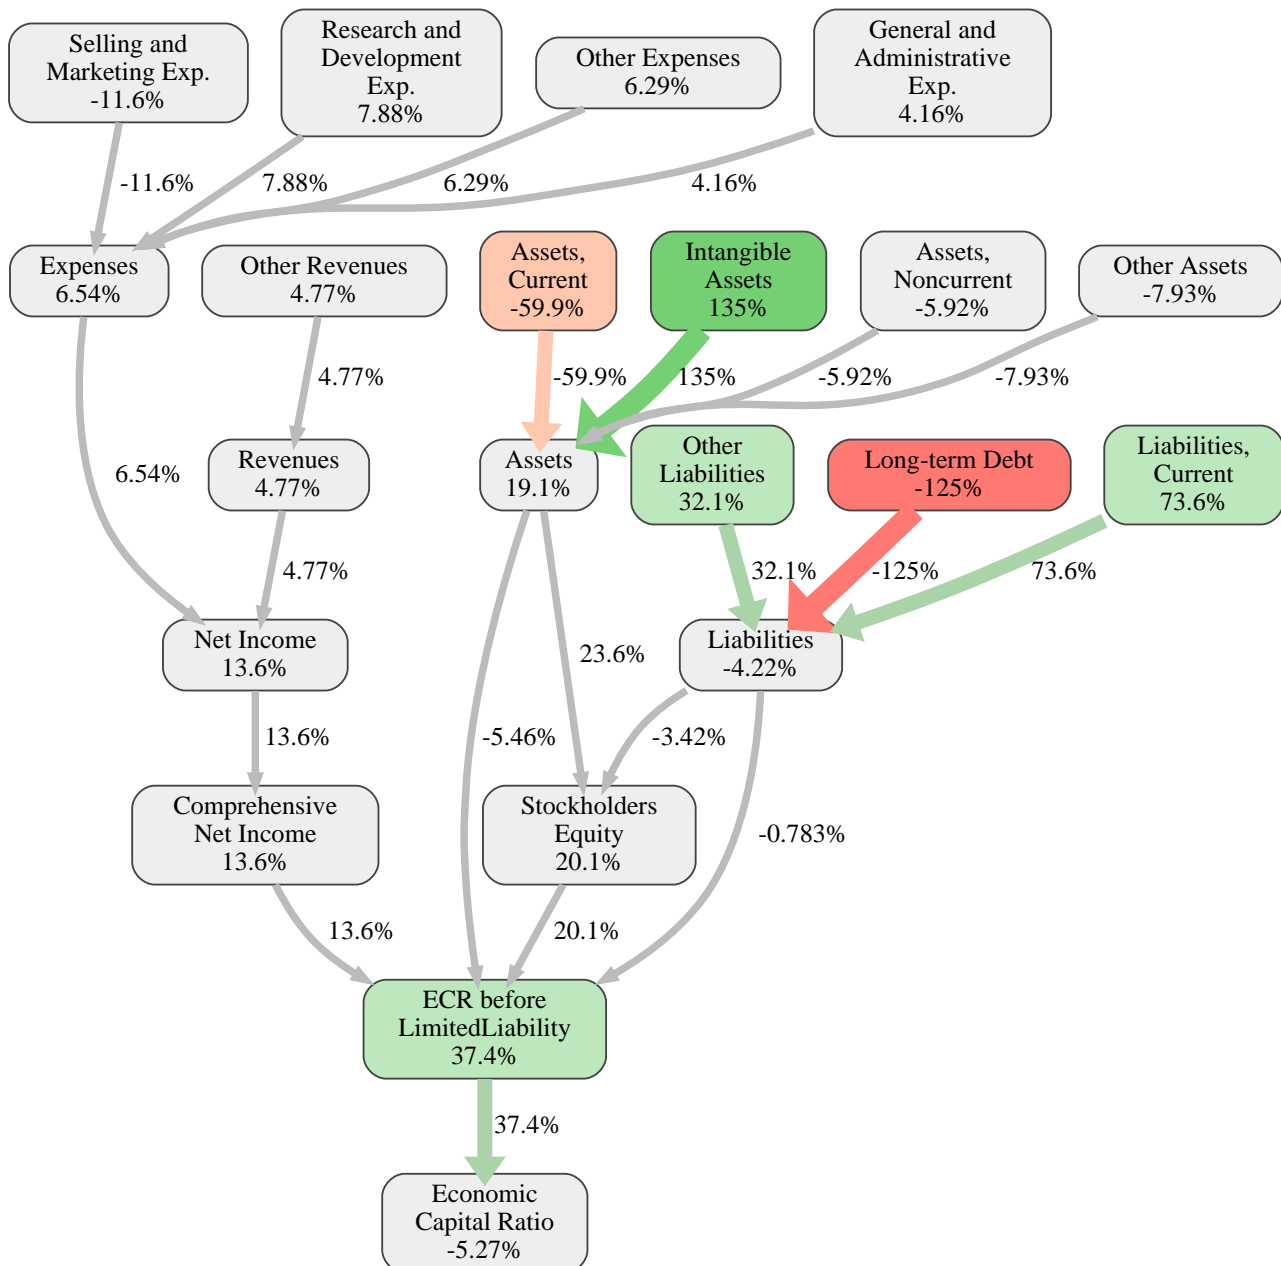 Selling and
Marketing Exp.
-11.6%
Research and
Development
Exp.
7.88%
Other Expenses
6.29%
General and
Administrative
Exp.
4.16%
-11.6%
7.88%
6.29%
4.16%
Expenses
6.54%
Other Revenues
4.77%
Assets,
Current
-59.9%
Intangible
Assets
135%
Assets,
Noncurrent
-5.92%
Other Assets
-7.93%
4.77%
-59.9%
135%
-5.92%
-7.93%
6.54%
Revenues
4.77%
Assets
19.1%
Other
Liabilities
32.1%
Long-term Debt
-125%
Liabilities,
Current
73.6%
4.77%
32.1%
-125%
73.6%
Net Income
13.6%
23.6%
Liabilities
-4.22%
13.6%
-5.46%
-3.42%
Comprehensive
Net Income
13.6%
Stockholders
Equity
20.1%
-0.783%
13.6%
20.1%
ECR before
LimitedLiability
37.4%
37.4%
Economic
Capital Ratio
-5.27%